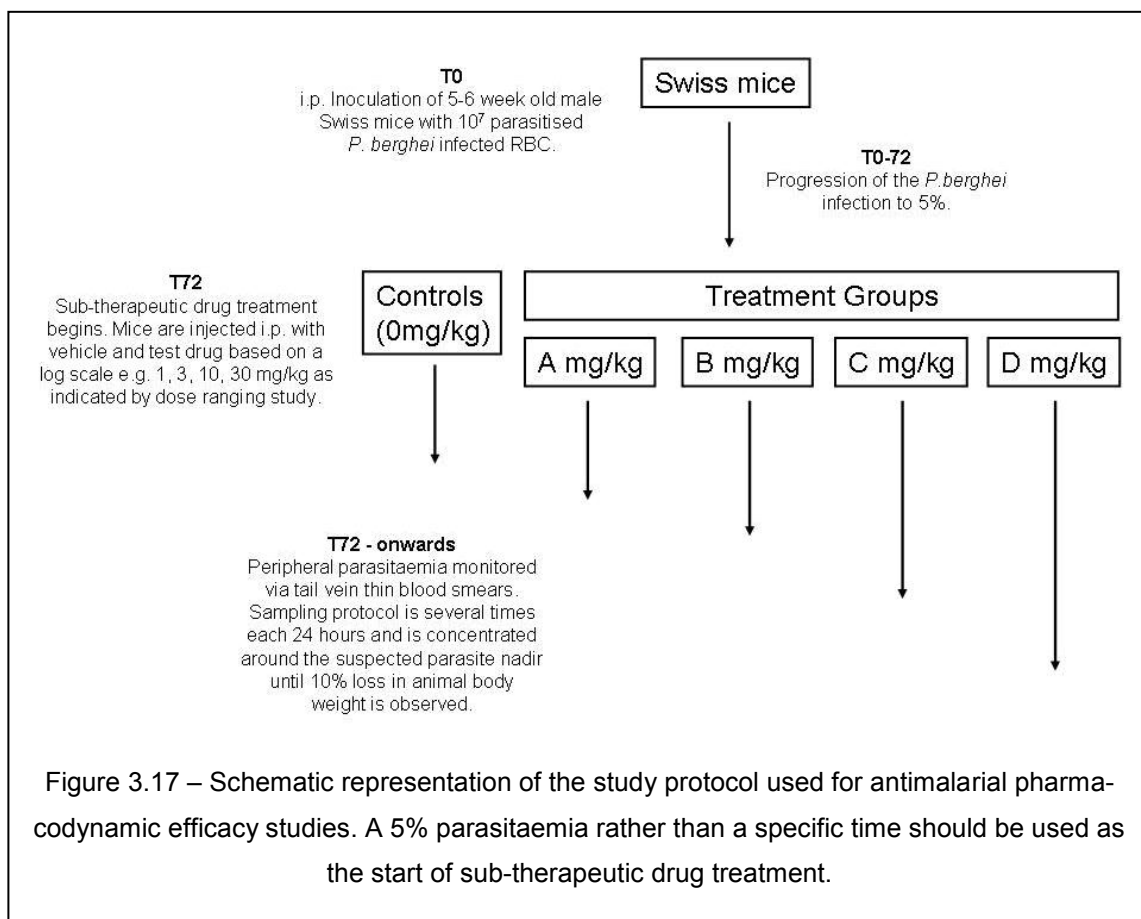 T0
i.p. Inoculation of 5-6 week old male
Swiss mice with 10⁷ parasitised
P. berghei infected RBC.
Swiss mice
T0-72
Progression of the P.berghei
infection to 5%.
T72
Sub-therapeutic drug treatment
begins. Mice are injected i.p. with
vehicle and test drug based on a
log scale e.g. 1, 3, 10, 30 mg/kg as
indicated by dose ranging study.
Controls
(0mg/kg)
Treatment Groups
A mg/kg
B mg/kg
C mg/kg
D mg/kg
T72 - onwards
Peripheral parasitaemia monitored
via tail vein thin blood smears.
Sampling protocol is several times
each 24 hours and is concentrated
around the suspected parasite nadir
until 10% loss in animal body
weight is observed.
Figure 3.17 – Schematic representation of the study protocol used for antimalarial pharma-
codynamic efficacy studies. A 5% parasitaemia rather than a specific time should be used as
the start of sub-therapeutic drug treatment.